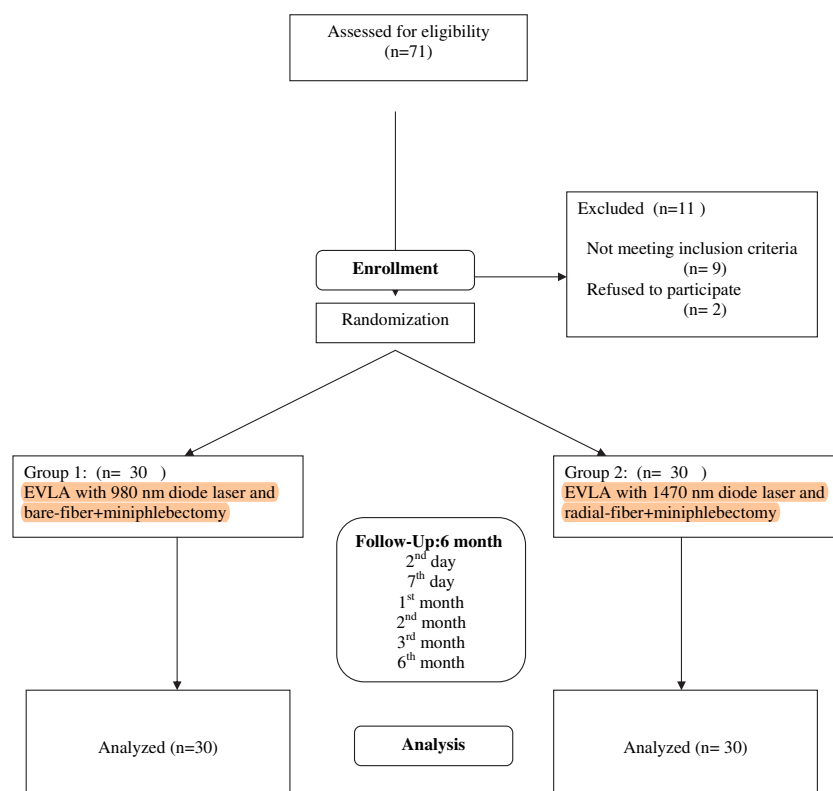 Assessed for eligibility
(n=71)
Excluded (n=11 )
Not meeting inclusion criteria
(n= 9)
Refused to participate
(n= 2)
Enrollment
Randomization
Group 1: (n= 30 )
EVLA with 980 nm diode laser and
bare-fiber+miniphlebectomy
Group 2: (n= 30 )
EVLA with 1470 nm diode laser and
radial-fiber+miniphlebectomy
Follow-Up:6 month
2nd day
7th day
1st month
2nd month
3rd month
6th month
Analyzed (n=30)
Analysis
Analyzed (n= 30)